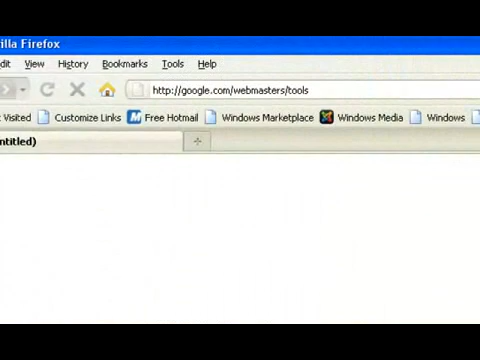 illa Firefox
dit View History Bookmarks Tools Help
http://google.com/webmasters/tools
t Visited Customize Links Free Hotmail Windows Marketplace Windows Media Windows
ntitled)